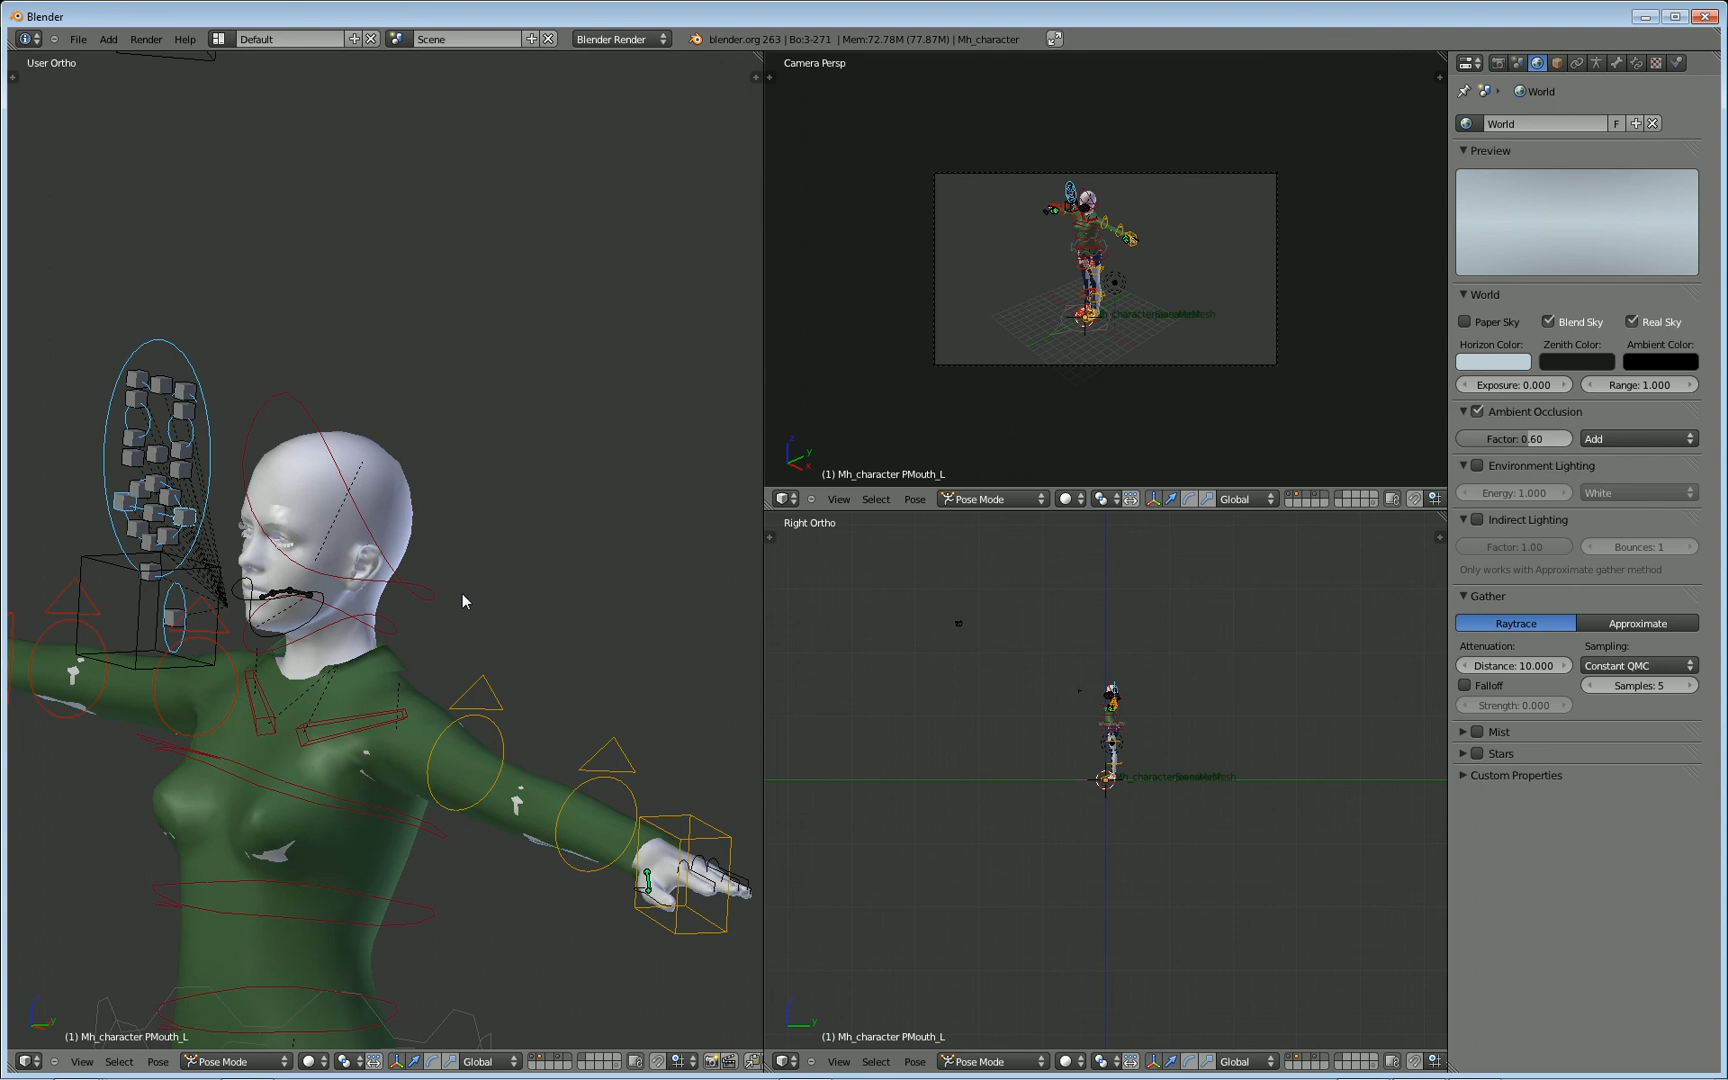 Blender
File Add Render Help Default Scene Blender Render blender.org 263 | Bo:3-271 | Mem:72.78M (77.87M) | Mh_character
User Ortho
Camera Persp
World
World F
Preview
World
Paper Sky Blend Sky Real Sky
Horizon Color: Zenith Color: Ambient Color:
Exposure: 0.000 Range: 1.000
Ambient Occlusion
Factor: 0.60 Add
Environment Lighting
Energy: 1.000 White
Indirect Lighting
Factor: 1.00 Bounces: 1
Only works with Approximate gather method
Gather
Raytrace Approximate
Attenuation: Sampling:
Distance: 10.000 Constant QMC
Falloff Samples: 5
Strength: 0.000
Mist
Stars
Custom Properties
z
y
x
(1) Mh_character PMouth_L
View Select Pose Pose Mode Global
Right Ortho
y
(1) Mh_character PMouth_L
View Select Pose Pose Mode Global
y
(1) Mh_character PMouth_L
View Select Pose Pose Mode Global